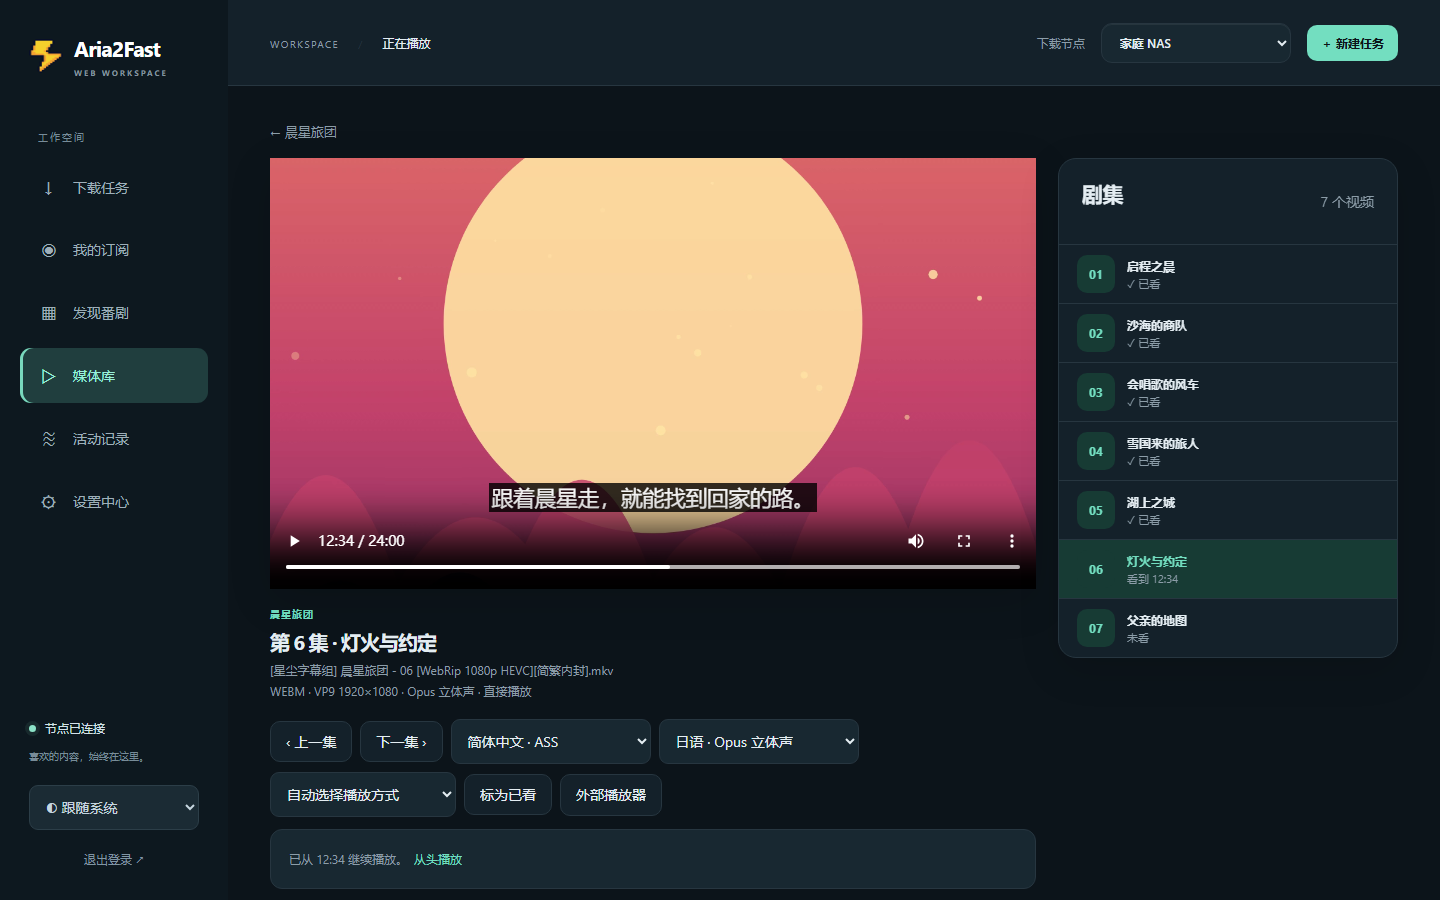 Aria2Fast
WEB WORKSPACE
工作空间
下载任务
我的订阅
发现番剧
媒体库
活动记录
设置中心
节点已连接
喜欢的内容，始终在这里。
跟随系统
退出登录 ↗
WORKSPACE / 正在播放
下载节点
家庭 NAS
+ 新建任务
← 晨星旅团
跟着晨星走，就能找到回家的路。
12:34 / 24:00
晨星旅团
第 6 集 · 灯火与约定
[星尘字幕组] 晨星旅团 - 06 [WebRip 1080p HEVC][简繁内封].mkv
WEBM · VP9 1920×1080 · Opus 立体声 · 直接播放
‹ 上一集
下一集 ›
简体中文 · ASS
日语 · Opus 立体声
自动选择播放方式
标为已看
外部播放器
已从 12:34 继续播放。 从头播放
剧集
7 个视频
01
启程之晨
✓ 已看
02
沙海的商队
✓ 已看
03
会唱歌的风车
✓ 已看
04
雪国来的旅人
✓ 已看
05
湖上之城
✓ 已看
06
灯火与约定
看到 12:34
07
父亲的地图
未看